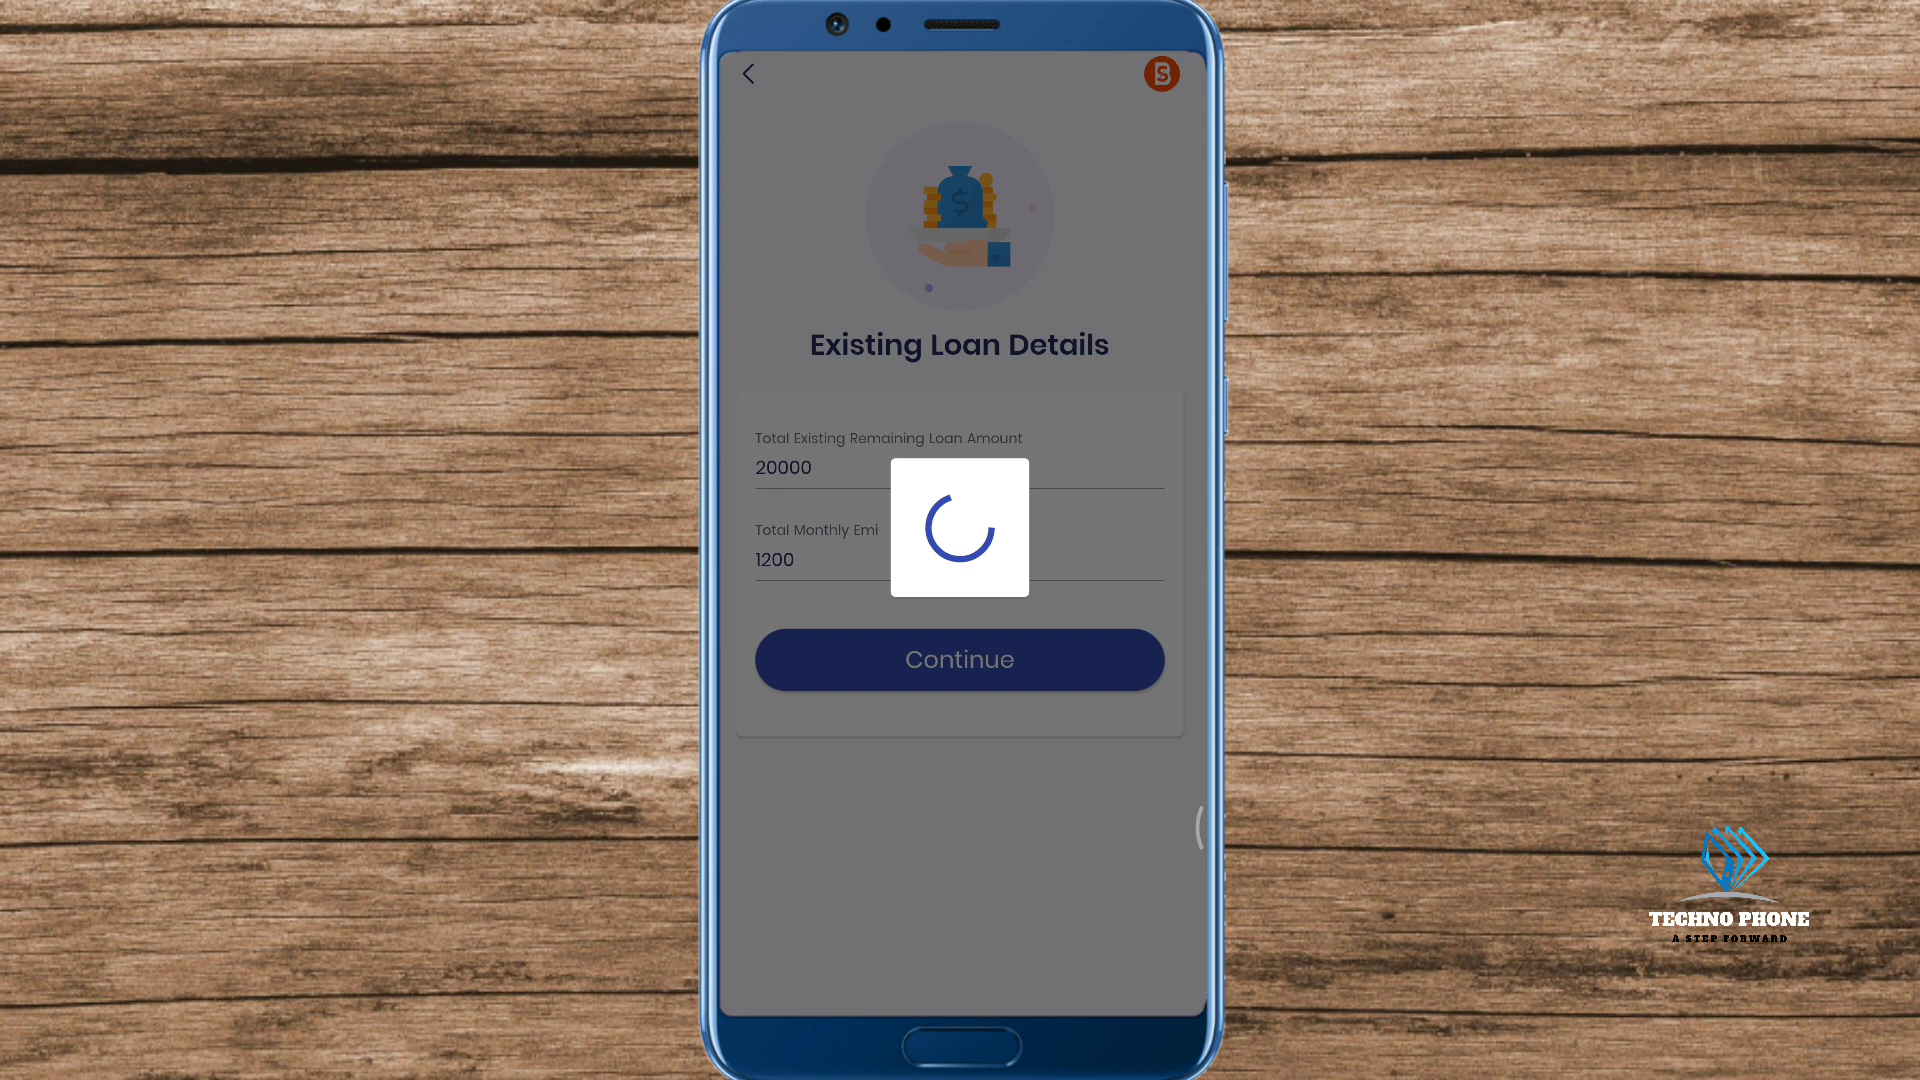 Existing Loan Details
Total Existing Remaining Loan Amount
20000
Total Monthly Emi
1200
Continue
TECHNO PHONE
A STEP FORWARD